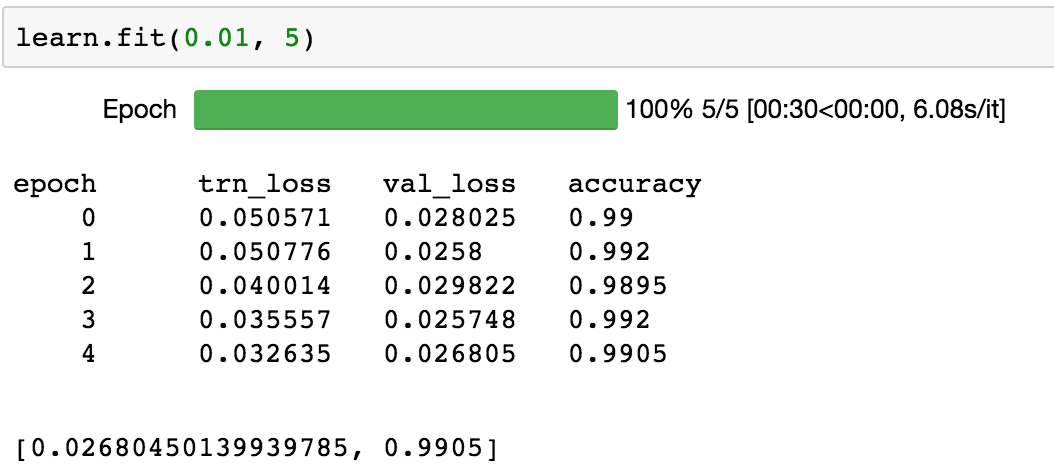 learn.fit(0.01, 5)
Epoch 100% 5/5 [00:30<00:00, 6.08s/it]
epoch trn_loss val_loss accuracy
0 0.050571 0.028025 0.99
1 0.050776 0.0258 0.992
2 0.040014 0.029822 0.9895
3 0.035557 0.025748 0.992
4 0.032635 0.026805 0.9905
[0.02680450139939785, 0.9905]